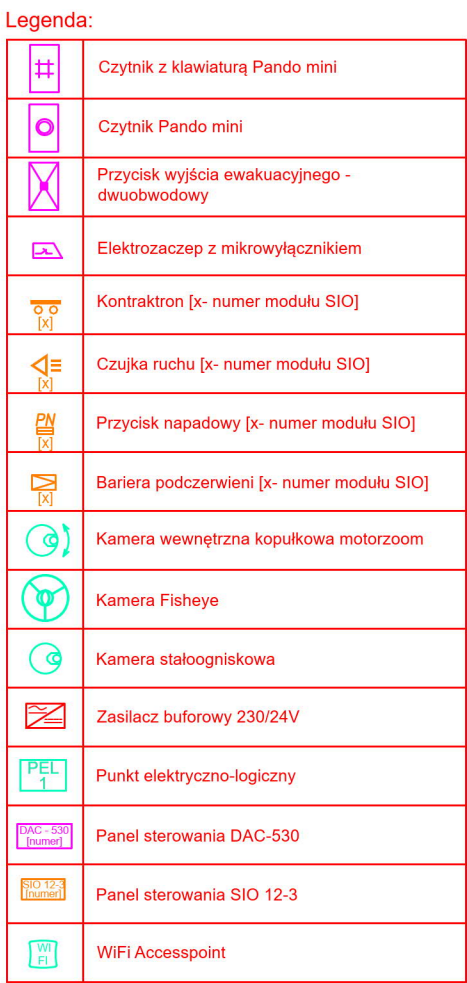 Legenda:
Czytnik z klawiaturą Pando mini
Czytnik Pando mini
Przycisk wyjścia ewakuacyjnego -
dwuobwodowy
Elektrozaczep z mikrowyłącznikiem
[x]
Kontraktron [x- numer modułu SIO]
[x]
Czujka ruchu [x- numer modułu SIO]
PN
[x]
Przycisk napadowy [x- numer modułu SIO]
[x]
Bariera podczerwieni [x- numer modułu SIO]
Kamera wewnętrzna kopułkowa motorzoom
Kamera Fisheye
Kamera stałoogniskowa
Zasilacz buforowy 230/24V
PEL
1
Punkt elektryczno-logiczny
DAC - 530
[numer]
Panel sterowania DAC-530
SIO 12-3
[numer]
Panel sterowania SIO 12-3
WI
FI
WiFi Accesspoint